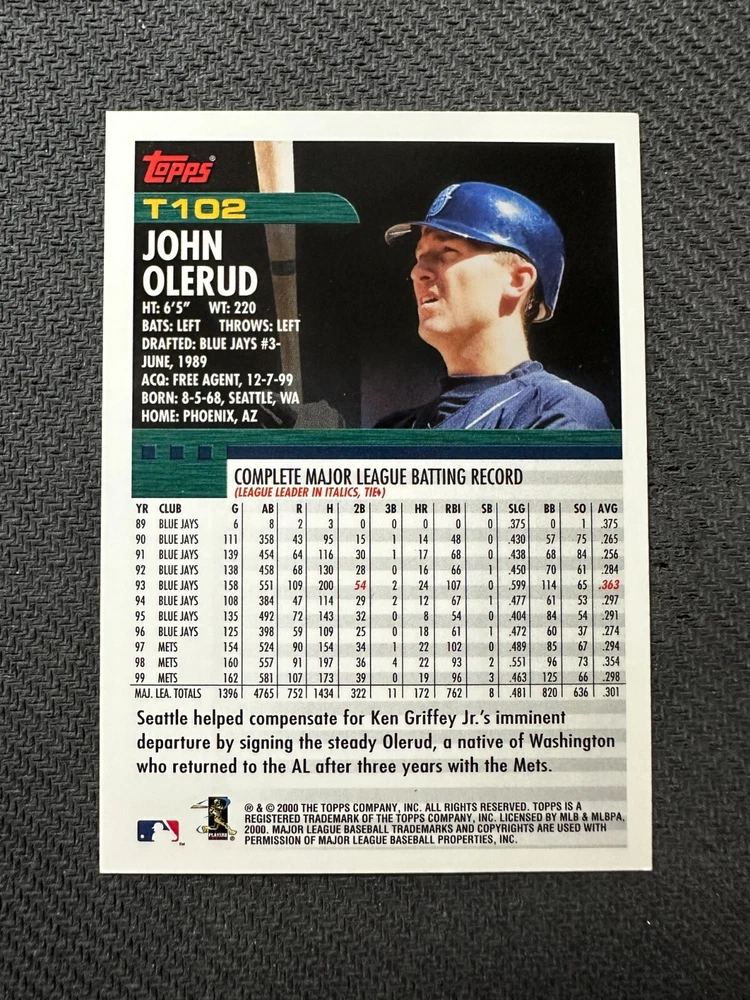 Topps®
T102
JOHN
OLERUD
HT: 6'5" WT: 220
BATS: LEFT THROWS: LEFT
DRAFTED: BLUE JAYS #3-
JUNE, 1989
ACQ: FREE AGENT, 12-7-99
BORN: 8-5-68, SEATTLE, WA
HOME: PHOENIX, AZ
COMPLETE MAJOR LEAGUE BATTING RECORD
(LEAGUE LEADER IN ITALICS, TIE♦)
YR CLUB G AB R H 2B 3B HR RBI SB SLG BB SO AVG
89 BLUE JAYS 6 8 2 3 0 0 0 0 0 .375 0 1 .375
90 BLUE JAYS 111 358 43 95 15 1 14 48 0 .430 57 75 .265
91 BLUE JAYS 139 454 64 116 30 1 17 68 0 .438 68 84 .256
92 BLUE JAYS 138 458 68 130 28 0 16 66 1 .450 70 61 .284
93 BLUE JAYS 158 551 109 200 54 2 24 107 0 .599 114 65 .363
94 BLUE JAYS 108 384 47 114 29 2 12 67 1 .477 61 53 .297
95 BLUE JAYS 135 492 72 143 32 0 8 54 0 .404 84 54 .291
96 BLUE JAYS 125 398 59 109 25 0 18 61 1 .472 60 37 .274
97 METS 154 524 90 154 34 1 22 102 0 .489 85 67 .294
98 METS 160 557 91 197 36 4 22 93 2 .551 96 73 .354
99 METS 162 581 107 173 39 0 19 96 3 .463 125 66 .298
MAJ. LEA. TOTALS 1396 4765 752 1434 322 11 172 762 8 .481 820 636 .301
Seattle helped compensate for Ken Griffey Jr.'s imminent
departure by signing the steady Olerud, a native of Washington
who returned to the AL after three years with the Mets.
® & © 2000 THE TOPPS COMPANY, INC. ALL RIGHTS RESERVED. TOPPS IS A
REGISTERED TRADEMARK OF THE TOPPS COMPANY, INC. LICENSED BY MLB & MLBPA,
2000. MAJOR LEAGUE BASEBALL TRADEMARKS AND COPYRIGHTS ARE USED WITH
PERMISSION OF MAJOR LEAGUE BASEBALL PROPERTIES, INC.
PLAYERS